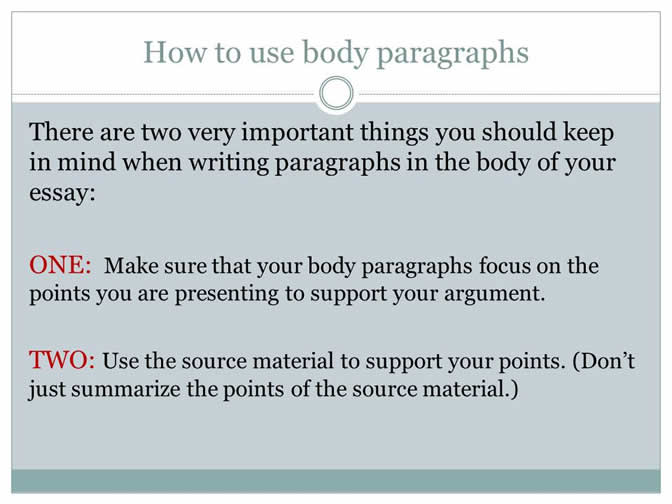 How to use body paragraphs
There are two very important things you should keep
in mind when writing paragraphs in the body of your
essay:
ONE: Make sure that your body paragraphs focus on the
points you are presenting to support your argument.
TWO: Use the source material to support your points. (Don’t
just summarize the points of the source material.)